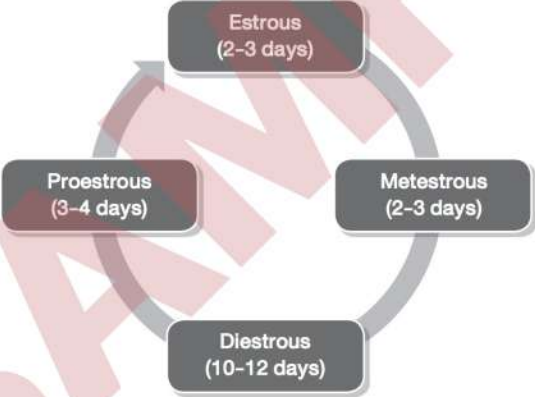 Estrous
(2–3 days)
Proestrous
(3–4 days)
Metestrous
(2–3 days)
Diestrous
(10–12 days)